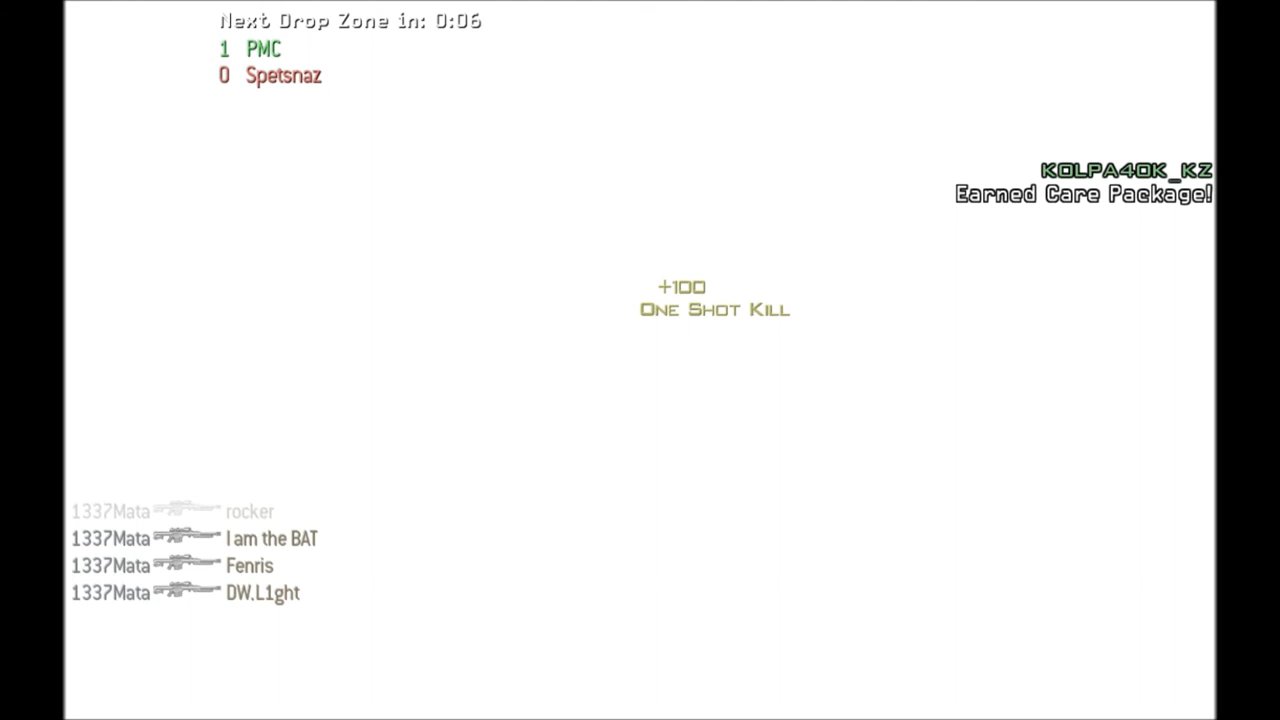 Next Drop Zone in: 0:06
1 PMC
0 Spetsnaz
KOLPA40K_KZ
Earned Care Package!
+100
One Shot Kill
1337Mata rocker
1337Mata I am the BAT
1337Mata Fenris
1337Mata DW.L1ght